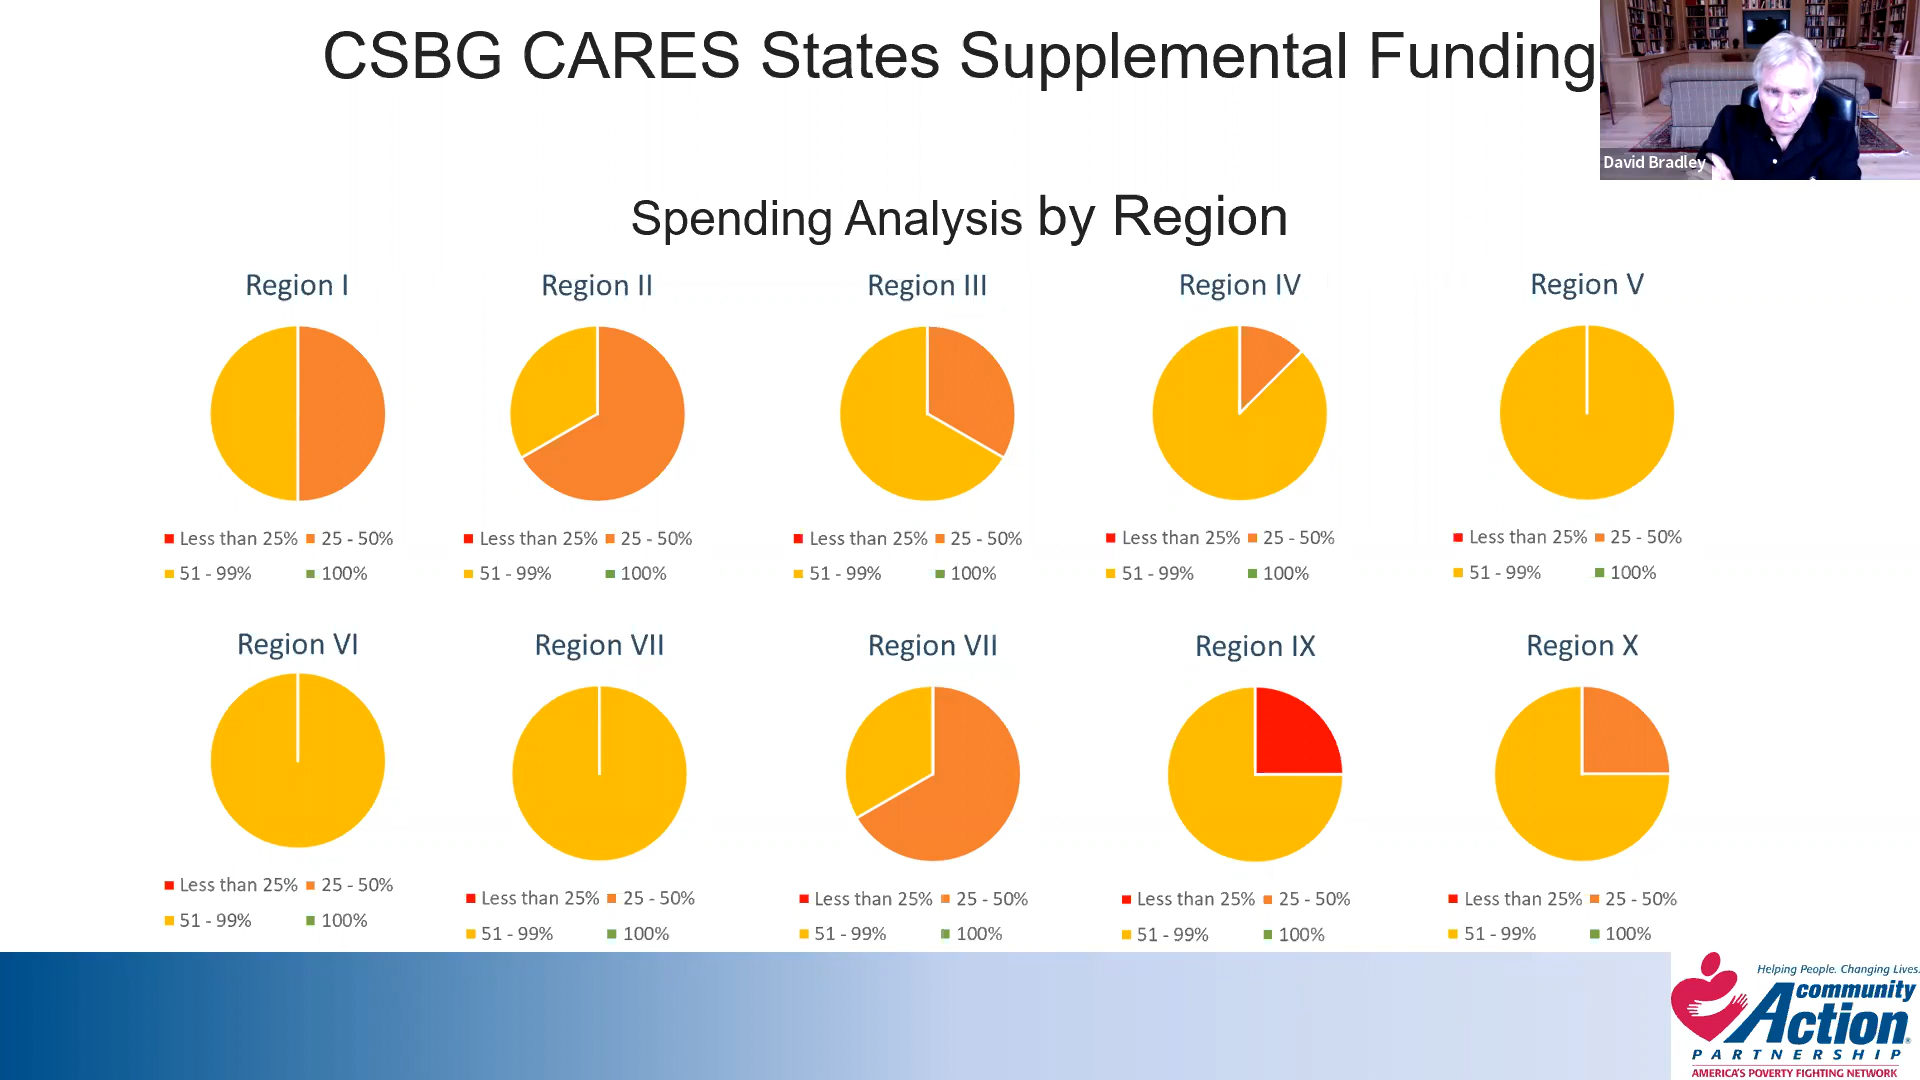 CSBG CARES States Supplemental Funding
David Bradley
Spending Analysis by Region
Region I
Less than 25% 25 - 50%
51 - 99% 100%
Region II
Less than 25% 25 - 50%
51 - 99% 100%
Region III
Less than 25% 25 - 50%
51 - 99% 100%
Region IV
Less than 25% 25 - 50%
51 - 99% 100%
Region V
Less than 25% 25 - 50%
51 - 99% 100%
Region VI
Less than 25% 25 - 50%
51 - 99% 100%
Region VII
Less than 25% 25 - 50%
51 - 99% 100%
Region VII
Less than 25% 25 - 50%
51 - 99% 100%
Region IX
Less than 25% 25 - 50%
51 - 99% 100%
Region X
Less than 25% 25 - 50%
51 - 99% 100%
Helping People. Changing Lives.
community
Action®
PARTNERSHIP
AMERICA'S POVERTY FIGHTING NETWORK